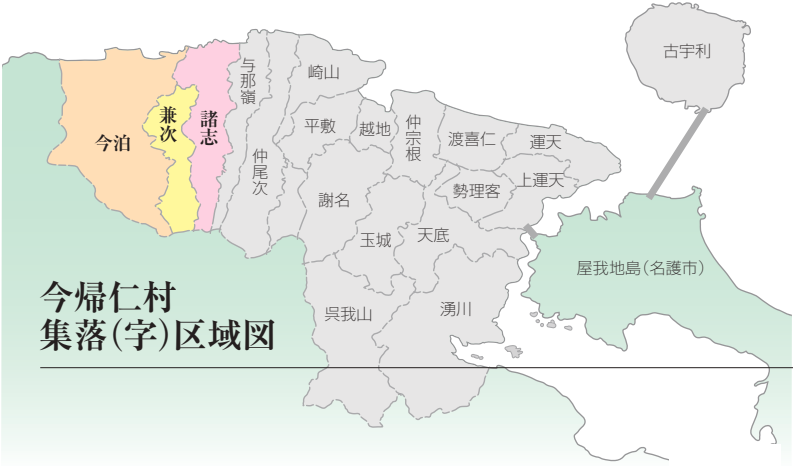 今帰仁村
集落(字)区域図
今泊
兼次
諸志
与那嶺
仲尾次
崎山
平敷
越地
仲宗根
渡喜仁
運天
上運天
勢理客
謝名
玉城
天底
呉我山
湧川
古宇利
屋我地島(名護市)